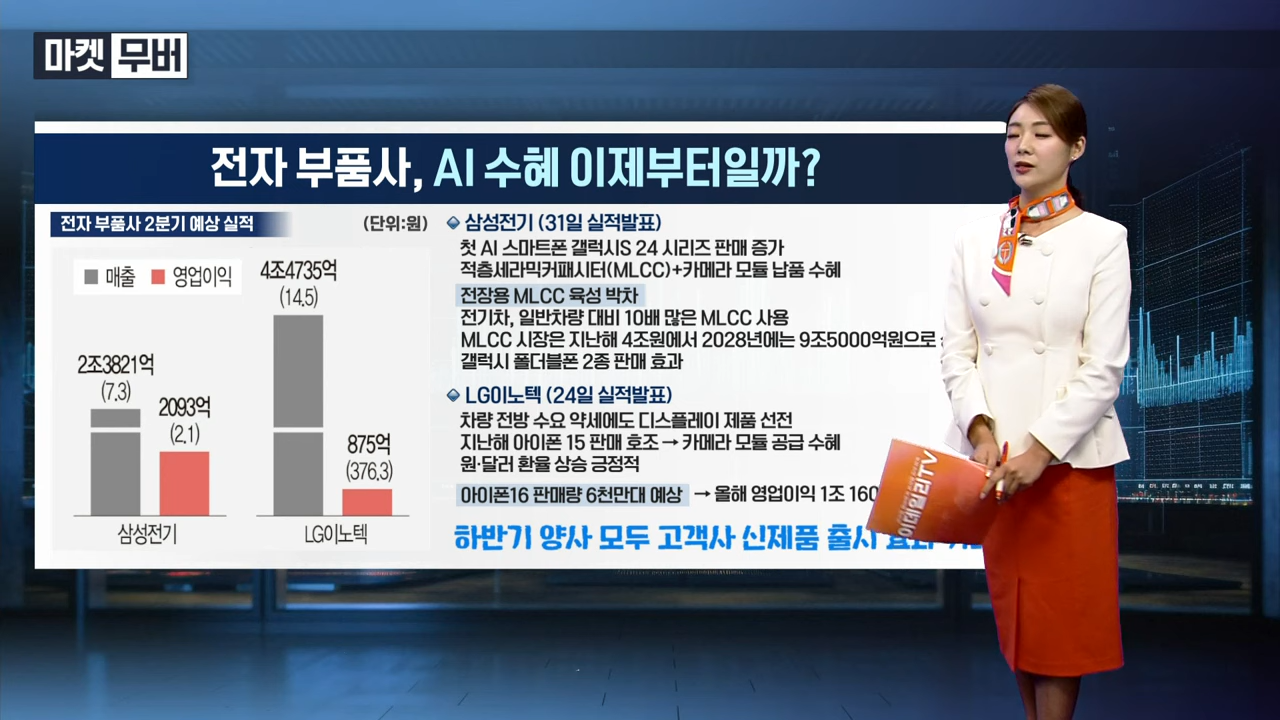 마켓 무버
전자 부품사, AI 수혜 이제부터일까?
전자 부품사 2분기 예상 실적
(단위:원)
매출 영업이익
2조3821억
(7.3)
2093억
(2.1)
4조4735억
(14.5)
875억
(376.3)
삼성전기
LG이노텍
삼성전기 (31일 실적발표)
첫 AI 스마트폰 갤럭시S 24 시리즈 판매 증가
적층세라믹커패시터(MLCC)+카메라 모듈 납품 수혜
전장용 MLCC 육성 박차
전기차, 일반차량 대비 10배 많은 MLCC 사용
MLCC 시장은 지난해 4조원에서 2028년에는 9조5000억원으로
갤럭시 폴더블폰 2종 판매 효과
LG이노텍 (24일 실적발표)
차량 전방 수요 약세에도 디스플레이 제품 선전
지난해 아이폰 15 판매 호조 → 카메라 모듈 공급 수혜
원·달러 환율 상승 긍정적
아이폰16 판매량 6천만대 예상 → 올해 영업이익 1조 160
하반기 양사 모두 고객사 신제품 출시
이데일리TV